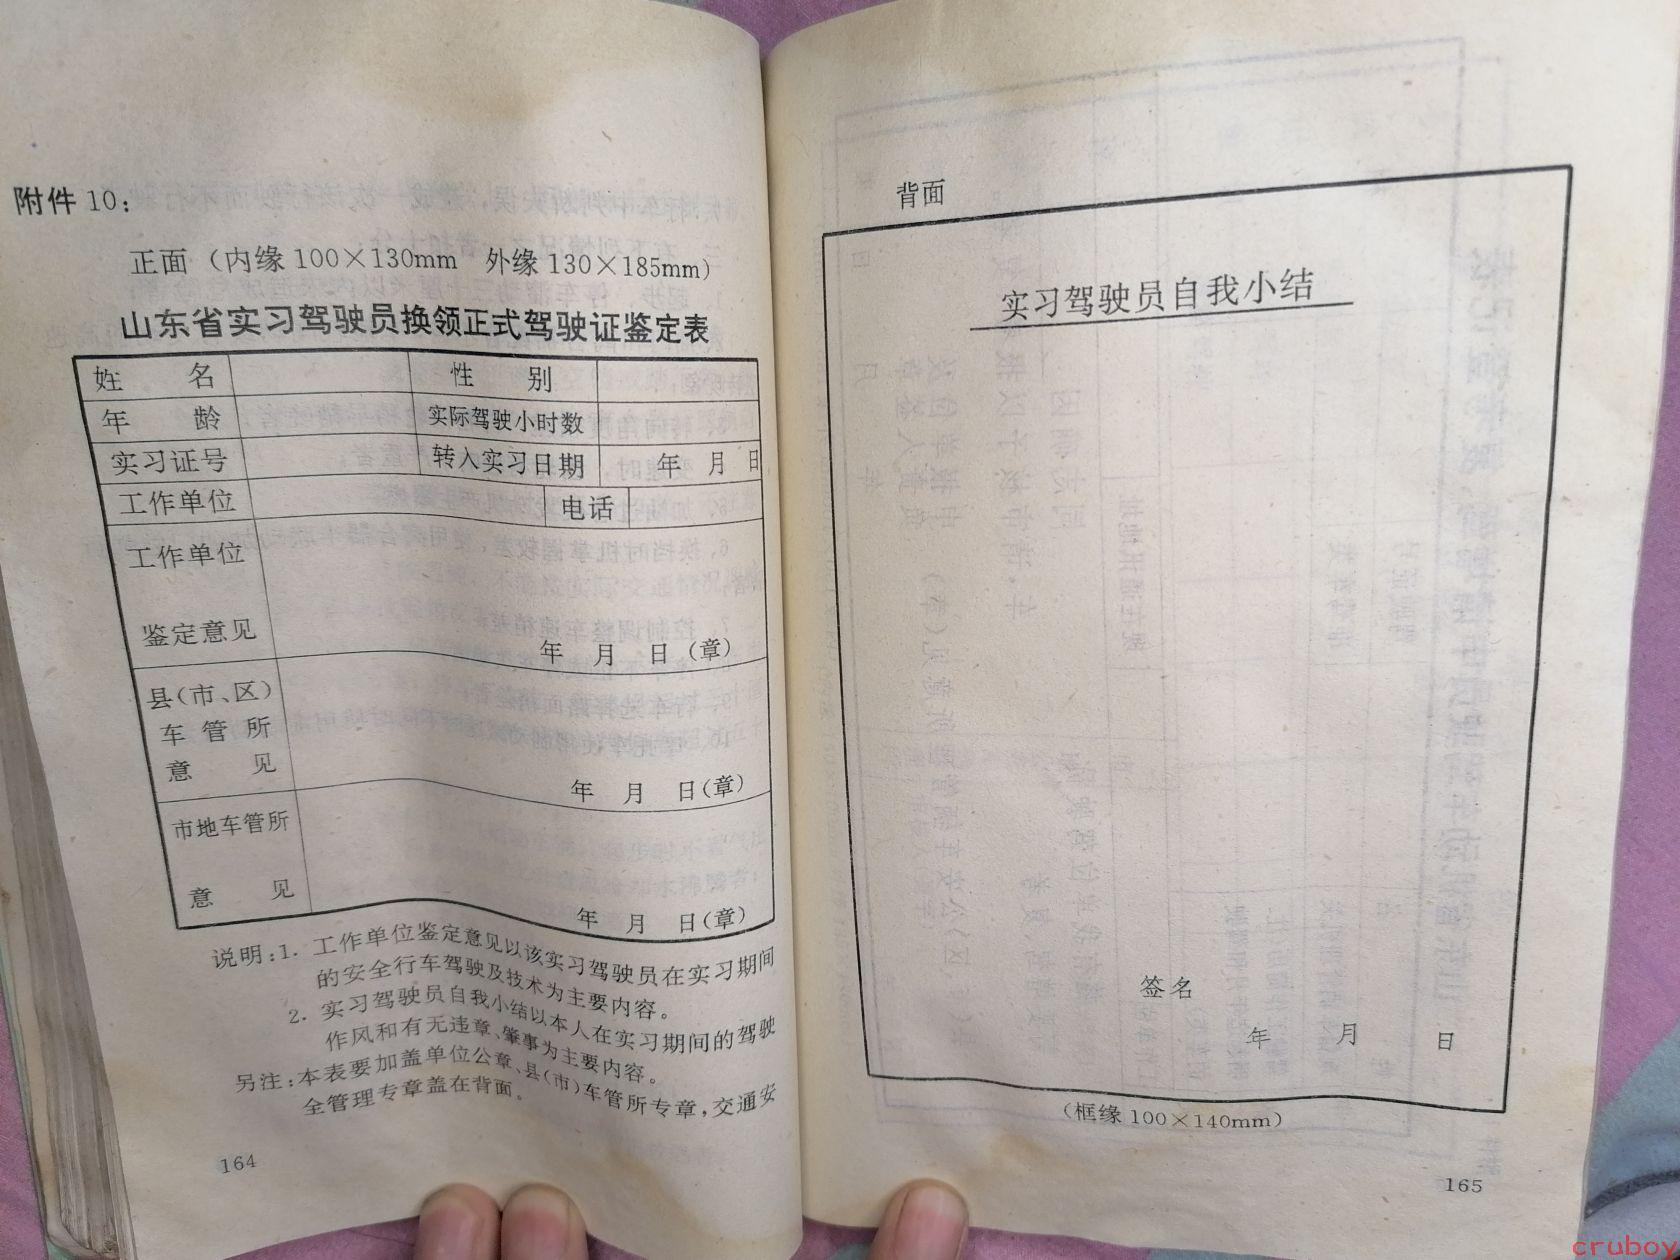 附件10：
正面（内缘100×130mm 外缘130×185mm）
山东省实习驾驶员换领正式驾驶证鉴定表
姓 名 性 别
年 龄 实际驾驶小时数
实习证号 转入实习日期 年 月 日
工作单位 电话
工作单位
鉴定意见
年 月 日（章）
县（市、区）
车管所
意 见
年 月 日（章）
市地车管所
意 见
年 月 日（章）
说明：1. 工作单位鉴定意见以该实习驾驶员在实习期间
的安全行车驾驶及技术为主要内容。
2. 实习驾驶员自我小结以本人在实习期间的驾驶
作风和有无违章、肇事为主要内容。
另注：本表要加盖单位公章、县（市）车管所专章，交通安
全管理专章盖在背面。
164
背面
实习驾驶员自我小结
签名
年 月 日
（框缘100×140mm）
165
cruboy